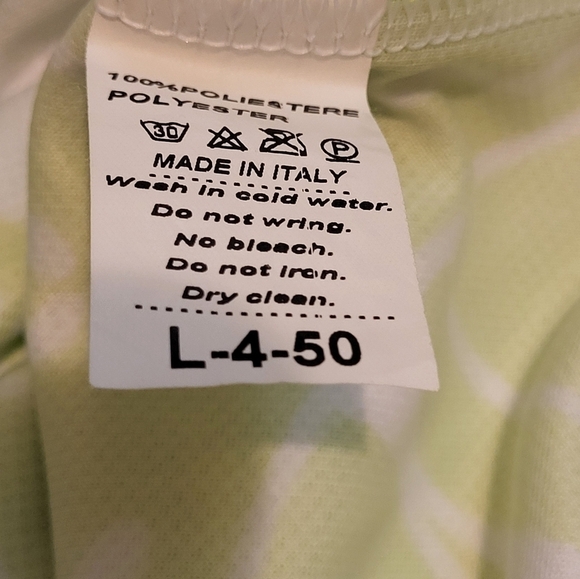 100%POLIESTERE
POLYESTER
30 P
MADE IN ITALY
Wash in cold water.
Do not wring.
No bleach.
Do not iron.
Dry clean.
L-4-50